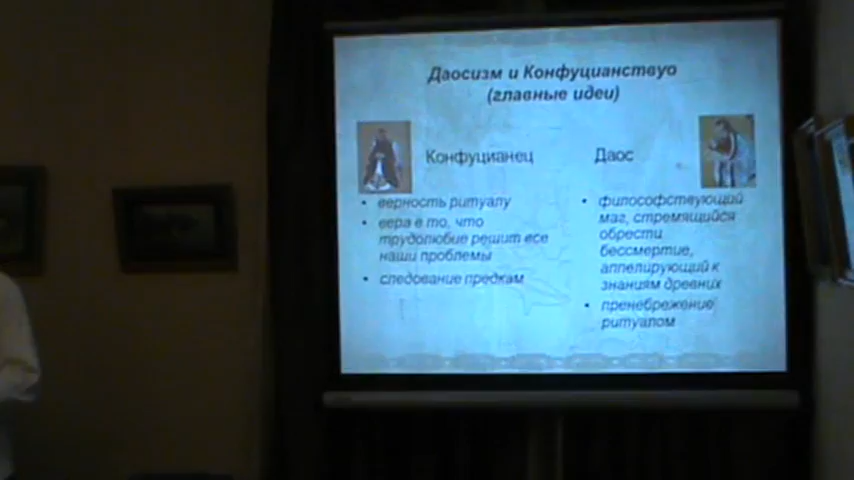 Даосизм и Конфуцианствуо
(главные идеи)
Конфуцианец
• верность ритуалу
• вера в то, что
трудолюбие решит все
наши проблемы
• следование предкам
Даос
• философствующий
маг, стремящийся
обрести
бессмертие,
аппелирующий к
знаниям древних
• пренебрежение
ритуалом